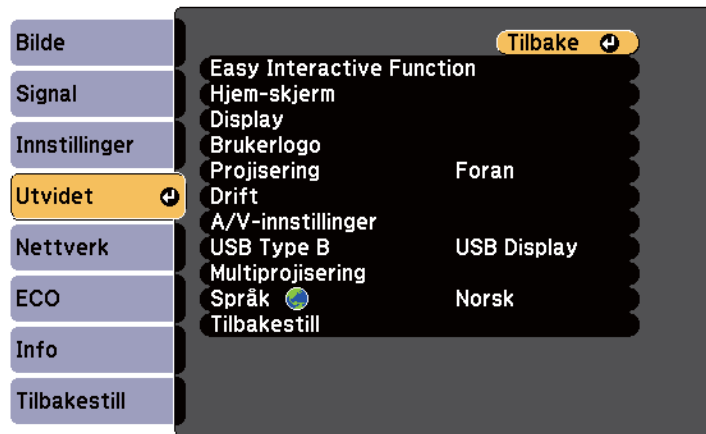 Bilde
Signal
Innstillinger
Utvidet
Nettverk
ECO
Info
Tilbakestill
Tilbake
Easy Interactive Function
Hjem-skjerm
Display
Brukerlogo
Projisering Foran
Drift
A/V-innstillinger
USB Type B USB Display
Multiprojisering
Språk Norsk
Tilbakestill